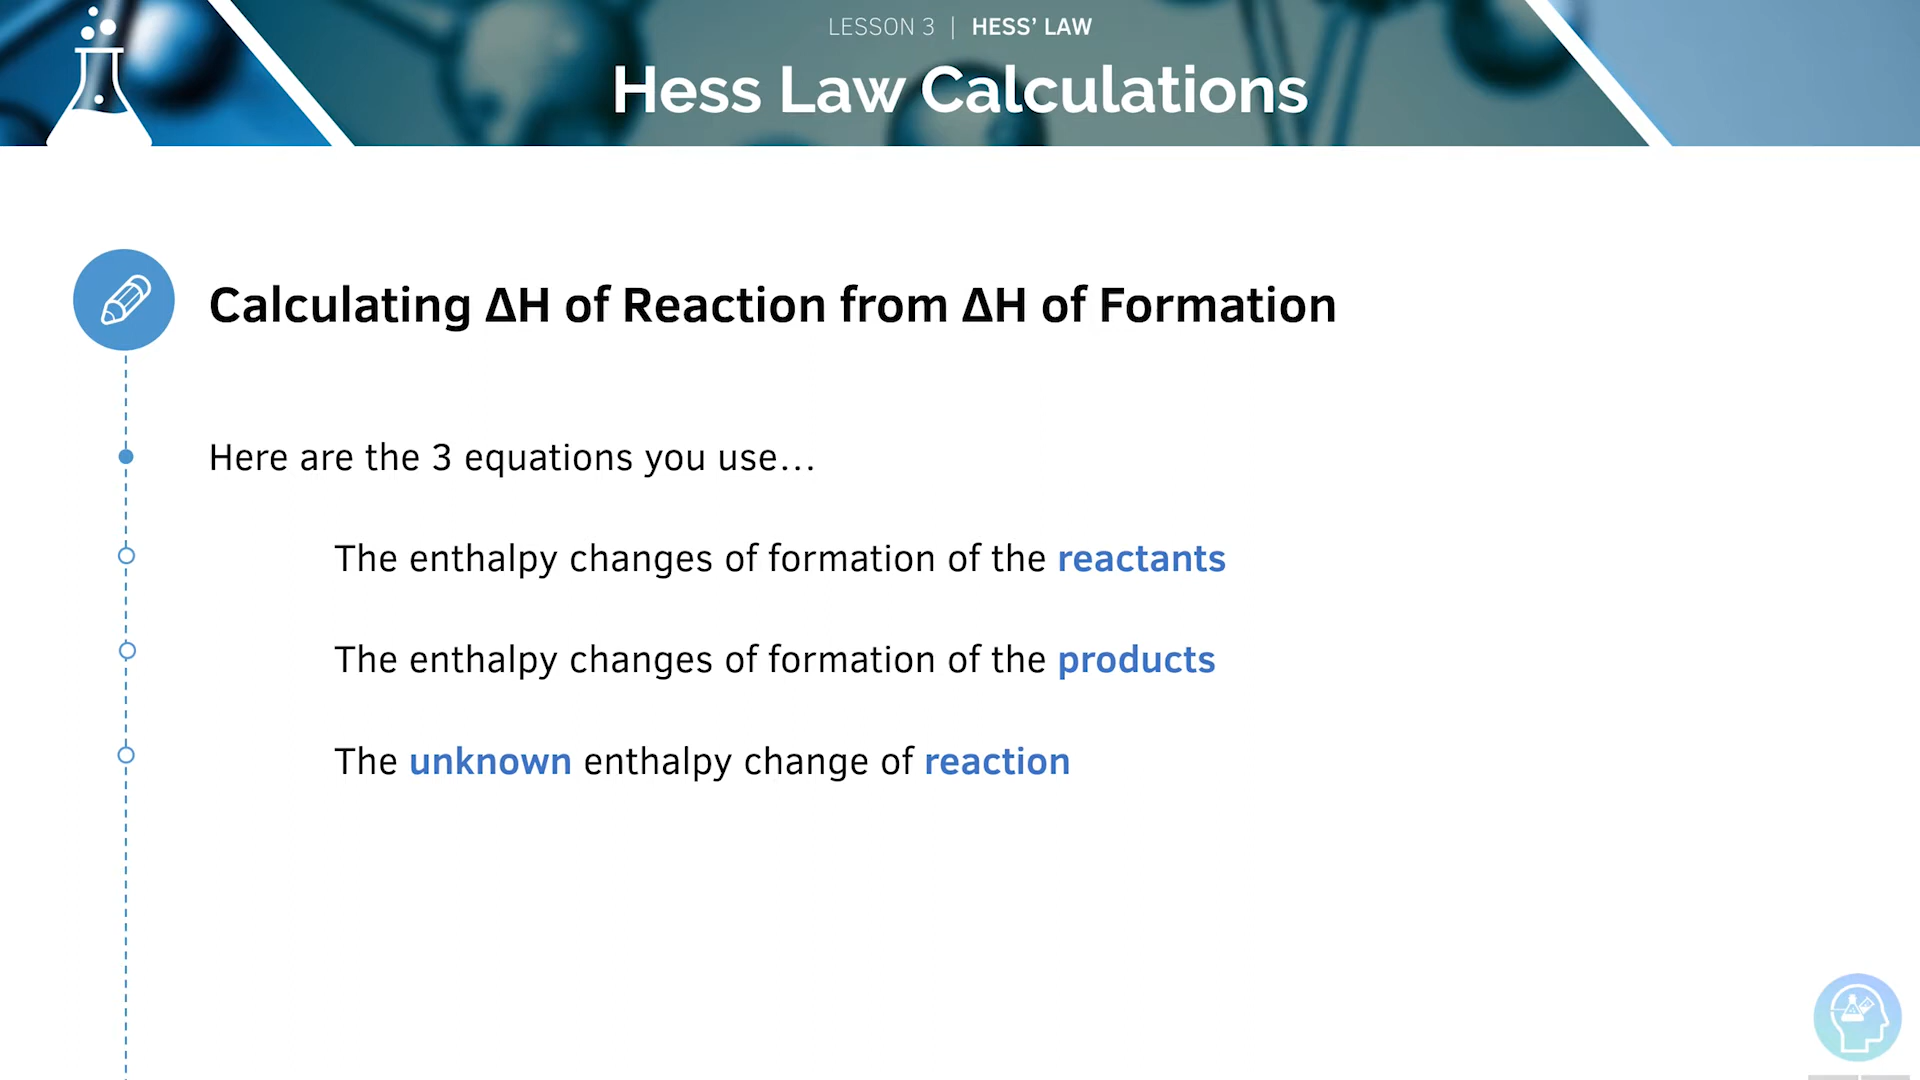 LESSON 3 | HESS’ LAW
Hess Law Calculations
Calculating ΔH of Reaction from ΔH of Formation
Here are the 3 equations you use…
The enthalpy changes of formation of the reactants
The enthalpy changes of formation of the products
The unknown enthalpy change of reaction